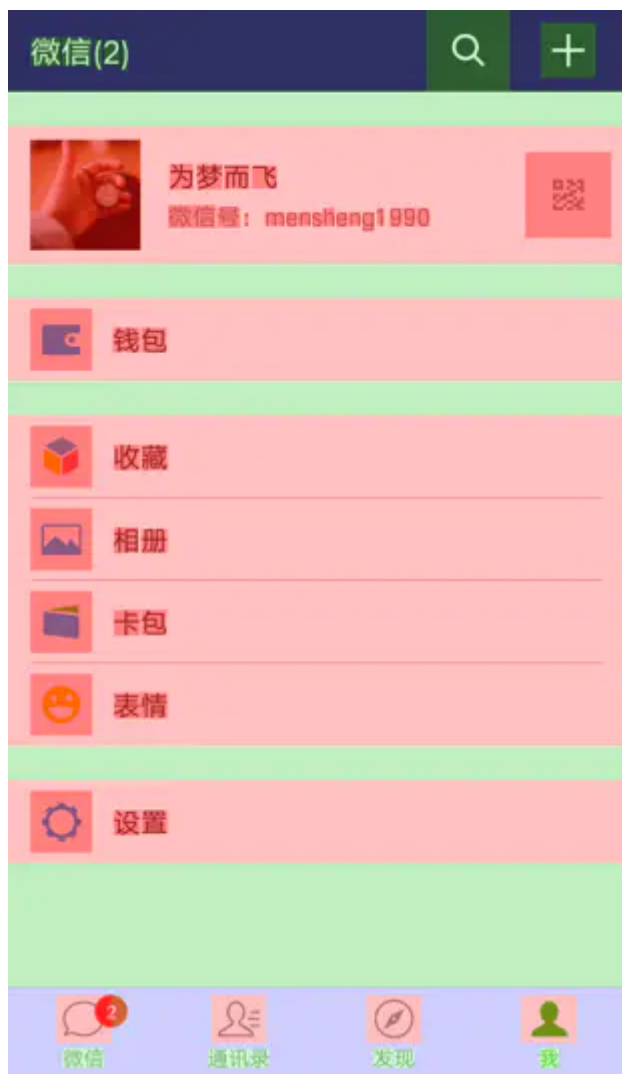 微信(2)
为梦而飞
微信号：mensheng1990
钱包
收藏
相册
卡包
表情
设置
2
微信
通讯录
发现
我